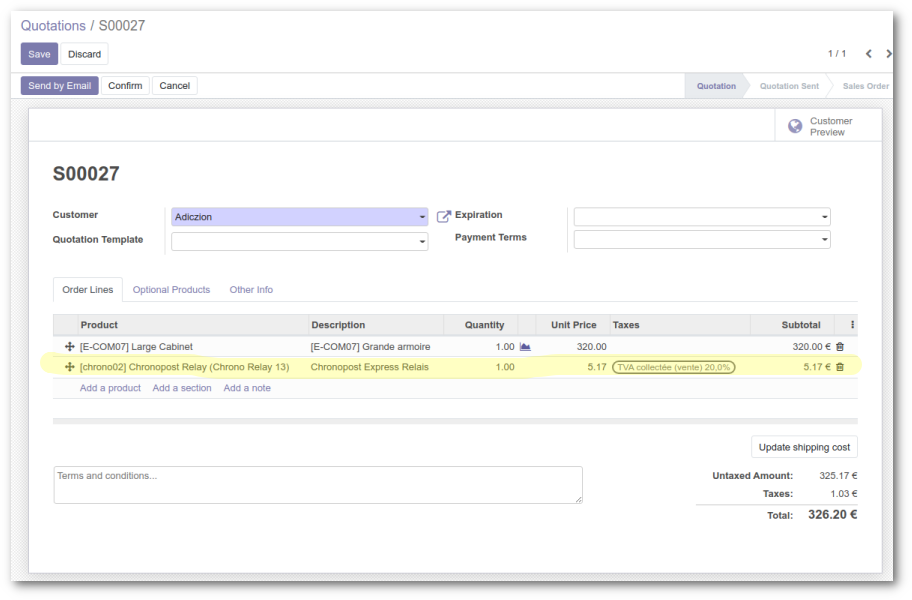 Quotations / S00027
Save Discard
1 / 1
Send by Email Confirm Cancel
Quotation Quotation Sent Sales Order
Customer
Preview
S00027
Customer Adiczion Expiration
Quotation Template Payment Terms
Order Lines Optional Products Other Info
Product Description Quantity Unit Price Taxes Subtotal
[E-COM07] Large Cabinet [E-COM07] Grande armoire 1.00 320.00 320.00 €
[chrono02] Chronopost Relay (Chrono Relay 13) Chronopost Express Relais 1.00 5.17 TVA collectée (vente) 20,0% 5.17 €
Add a product Add a section Add a note
Update shipping cost
Terms and conditions...
Untaxed Amount: 325.17 €
Taxes: 1.03 €
Total: 326.20 €